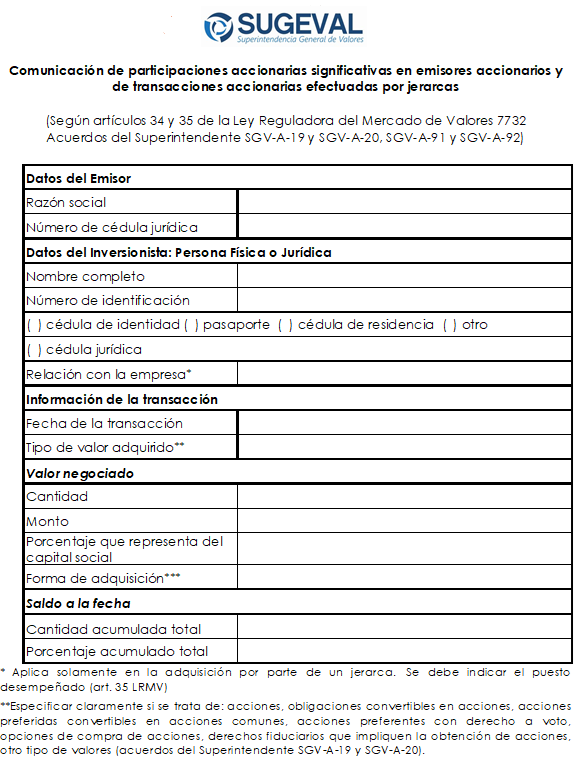 SUGEVAL
Superintendencia General de Valores
Comunicación de participaciones accionarias significativas en emisores accionarios y
de transacciones accionarias efectuadas por jerarcas
(Según artículos 34 y 35 de la Ley Reguladora del Mercado de Valores 7732
Acuerdos del Superintendente SGV-A-19 y SGV-A-20, SGV-A-91 y SGV-A-92)
Datos del Emisor
Razón social
Número de cédula jurídica
Datos del Inversionista: Persona Física o Jurídica
Nombre completo
Número de identificación
( ) cédula de identidad ( ) pasaporte ( ) cédula de residencia ( ) otro
( ) cédula jurídica
Relación con la empresa*
Información de la transacción
Fecha de la transacción
Tipo de valor adquirido**
Valor negociado
Cantidad
Monto
Porcentaje que representa del
capital social
Forma de adquisición***
Saldo a la fecha
Cantidad acumulada total
Porcentaje acumulado total
* Aplica solamente en la adquisición por parte de un jerarca. Se debe indicar el puesto
desempeñado (art. 35 LRMV)
**Especificar claramente si se trata de: acciones, obligaciones convertibles en acciones, acciones
preferidas convertibles en acciones comunes, acciones preferentes con derecho a voto,
opciones de compra de acciones, derechos fiduciarios que impliquen la obtención de acciones,
otro tipo de valores (acuerdos del Superintendente SGV-A-19 y SGV-A-20).